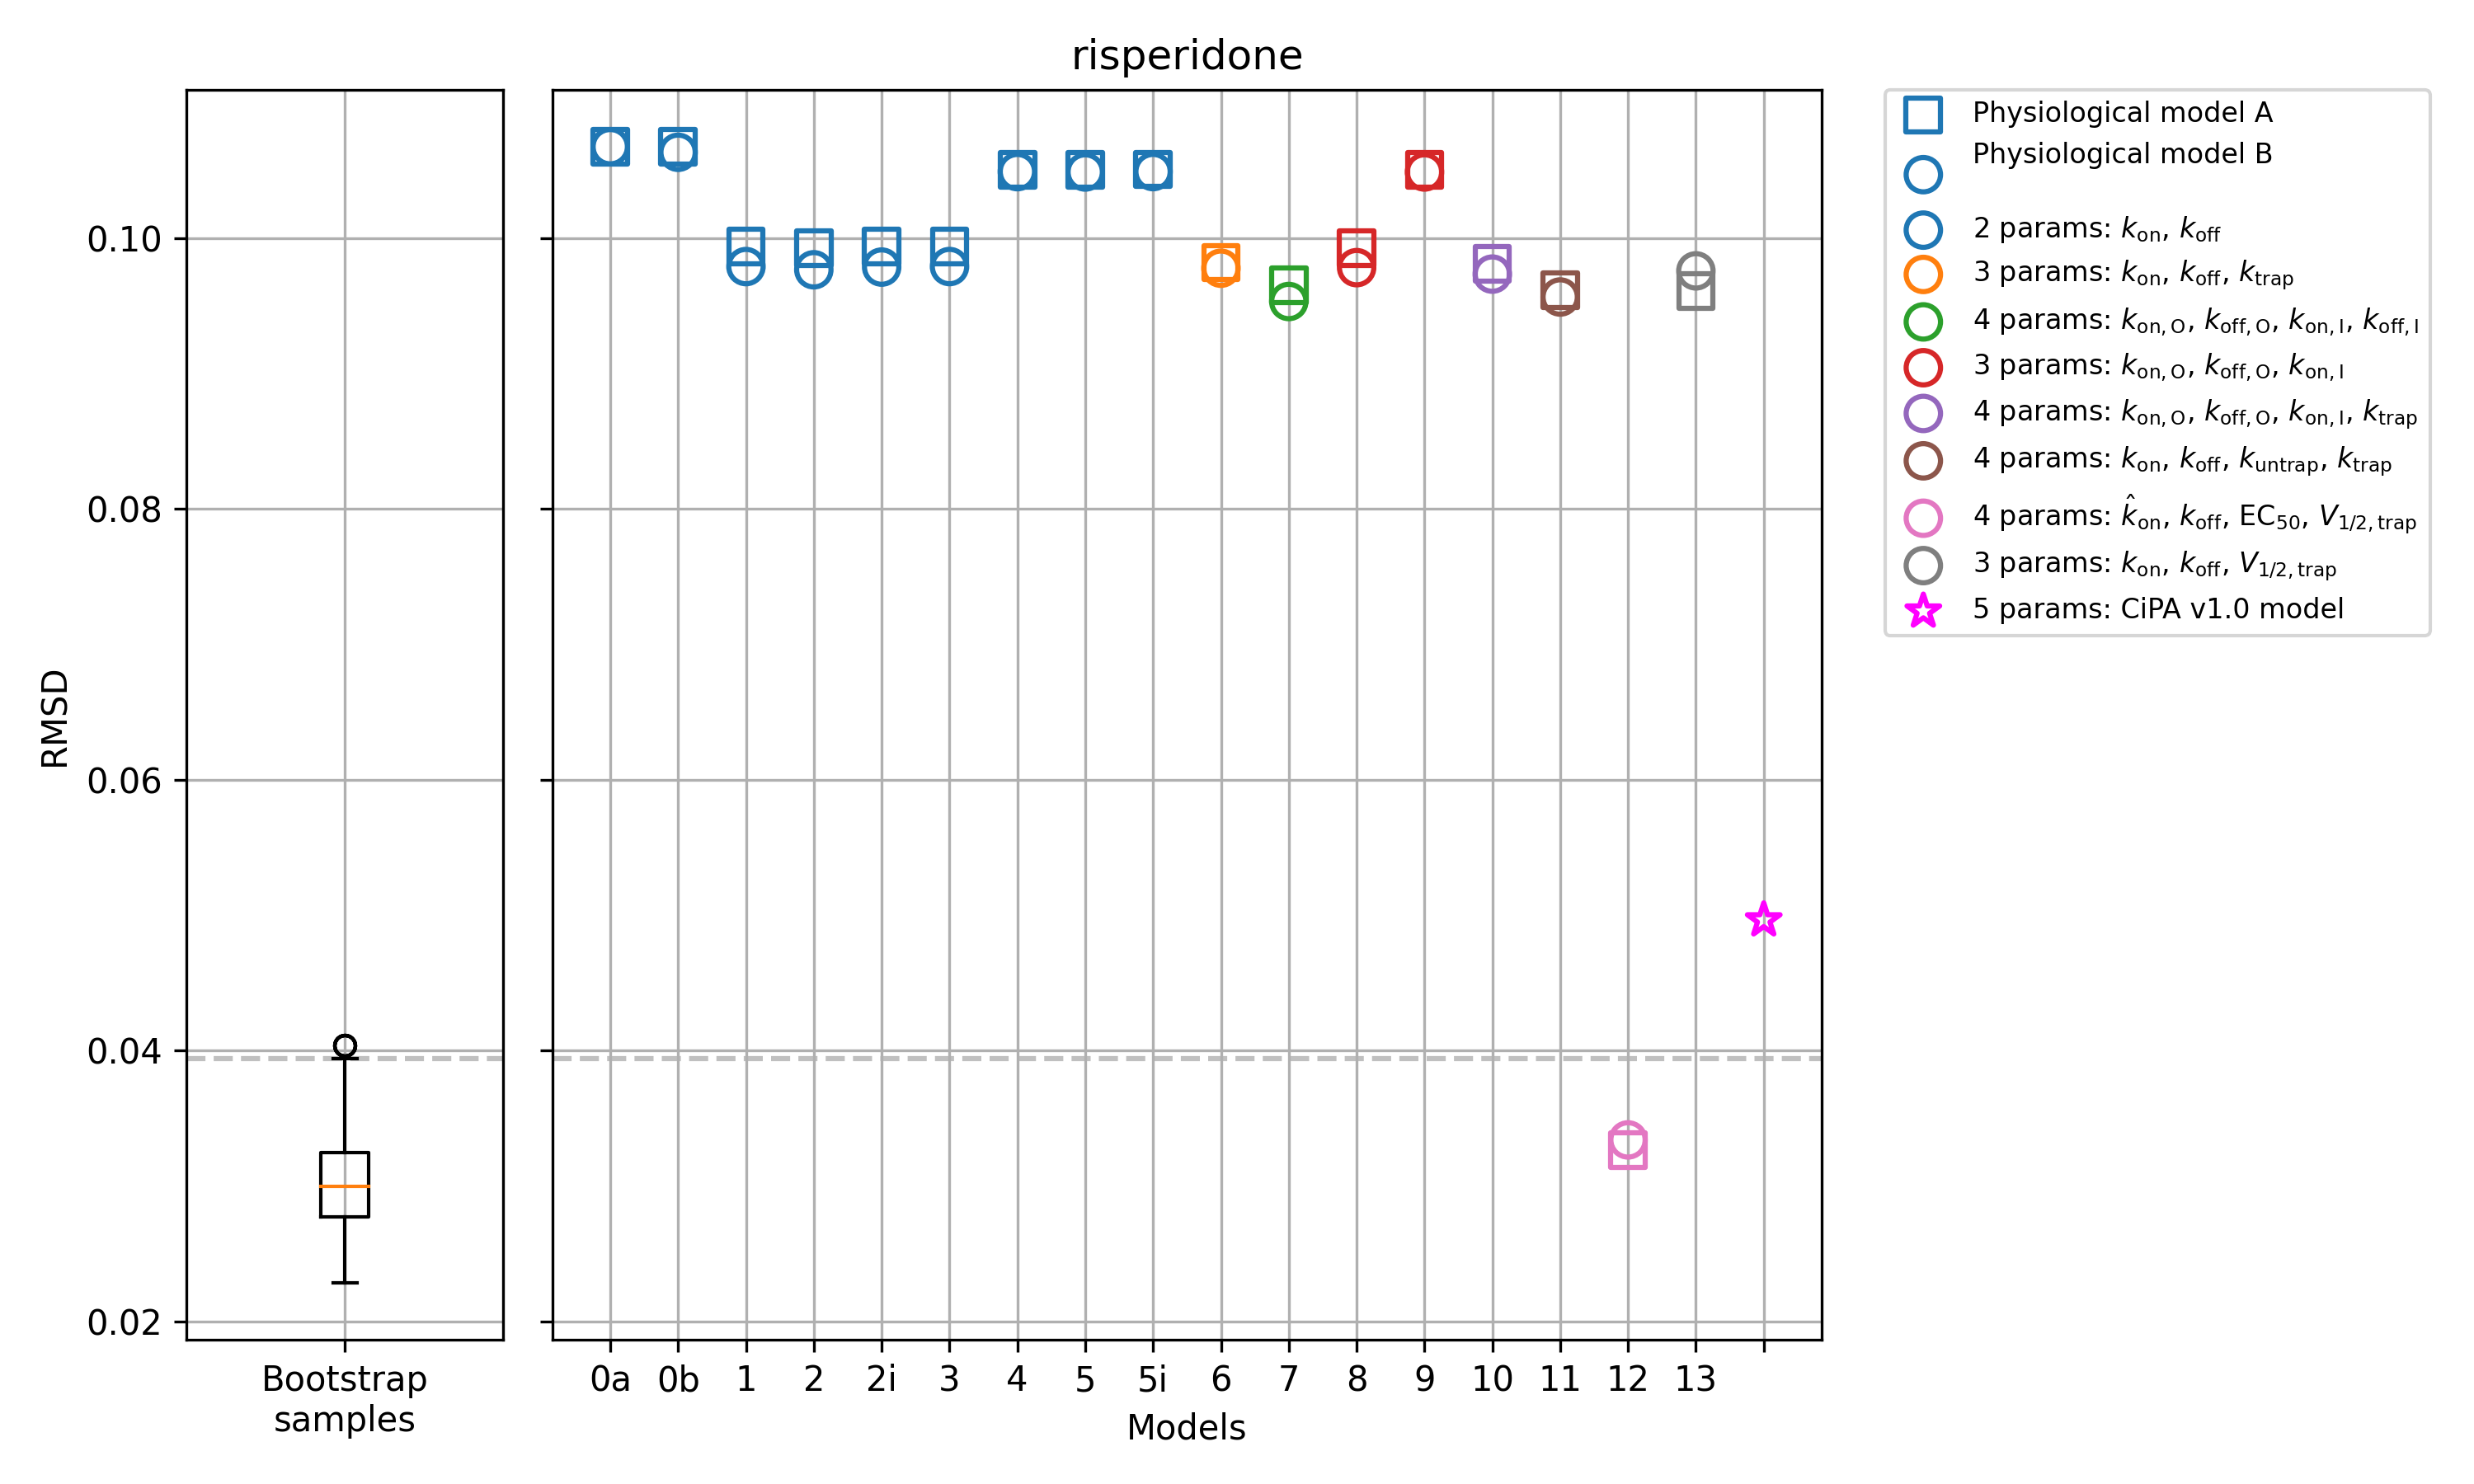 risperidone
RMSD
0.10
0.08
0.06
0.04
0.02
Bootstrap
samples
0a 0b 1 2 2i 3 4 5 5i 6 7 8 9 10 11 12 13
Models
Physiological model A
Physiological model B
2 params: k_on, k_off
3 params: k_on, k_off, k_trap
4 params: k_on,O, k_off,O, k_on,I, k_off,I
3 params: k_on,O, k_off,O, k_on,I
4 params: k_on,O, k_off,O, k_on,I, k_trap
4 params: k_on, k_off, k_untrap, k_trap
4 params: k̂_on, k_off, EC_50, V_1/2,trap
3 params: k_on, k_off, V_1/2,trap
5 params: CiPA v1.0 model